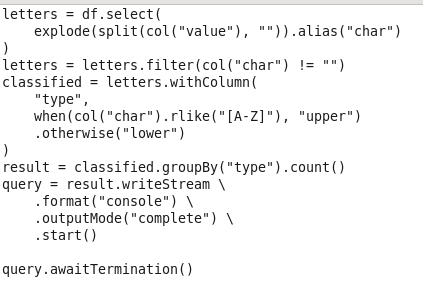 letters = df.select(
    explode(split(col("value"), "")).alias("char")
)
letters = letters.filter(col("char") != "")
classified = letters.withColumn(
    "type",
    when(col("char").rlike("[A-Z]"), "upper")
    .otherwise("lower")
)
result = classified.groupBy("type").count()
query = result.writeStream \
    .format("console") \
    .outputMode("complete") \
    .start()

query.awaitTermination()